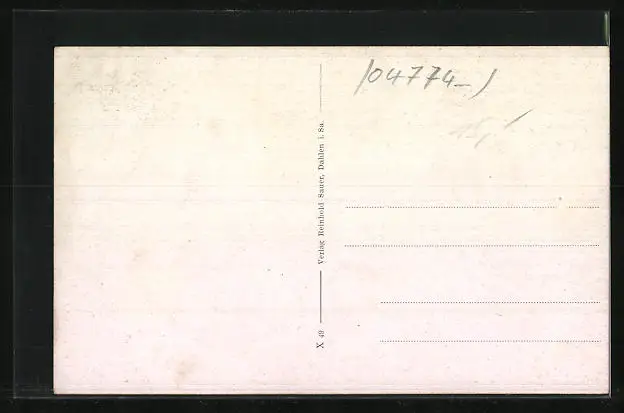 (04774-)
Verlag Reinhold Sauer, Dahlen i. Sa.
X 49